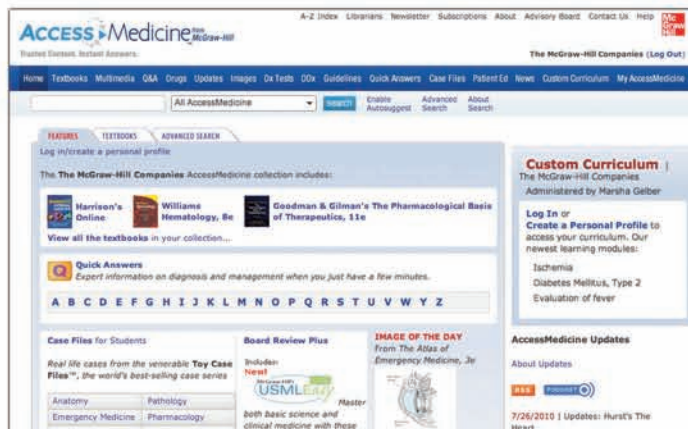 A-Z Index Librarians Newsletter Subscriptions About Advisory Board Contact Us Help
Mc
Graw
Hill
ACCESS Medicine from
McGraw-Hill
Trusted Content. Instant Answers.
The McGraw-Hill Companies (Log Out)
Home Textbooks Multimedia Q&A Drugs Updates Images Dx Tests DDx Guidelines Quick Answers Case Files Patient Ed News Custom Curriculum My AccessMedicine
All AccessMedicine search Enable Autosuggest Advanced Search About Search
FEATURES TEXTBOOKS ADVANCED SEARCH
Log in/create a personal profile
The The McGraw-Hill Companies AccessMedicine collection includes:
Harrison's
Online
Williams
Hematology, 8e
Goodman & Gilman's The Pharmacological Basis
of Therapeutics, 11e
View all the textbooks in your collection...
Q Quick Answers
Expert information on diagnosis and management when you just have a few minutes.
A B C D E F G H I J K L M N O P Q R S T U V W Y Z
Case Files for Students
Real life cases from the venerable Toy Case
Files™, the world's best-selling case series
Anatomy Pathology
Emergency Medicine Pharmacology
Board Review Plus
Includes:
New!
McGraw-Hill's
USMLEasy
Master
both basic science and
clinical medicine with these
IMAGE OF THE DAY
From The Atlas of
Emergency Medicine, 3e
Custom Curriculum |
The McGraw-Hill Companies
Administered by Marsha Gelber
Log In or
Create a Personal Profile to
access your curriculum. Our
newest learning modules:
Ischemia
Diabetes Mellitus, Type 2
Evaluation of fever
AccessMedicine Updates
About Updates
RSS PODCAST
7/26/2010 | Updates: Hurst's The
Heart